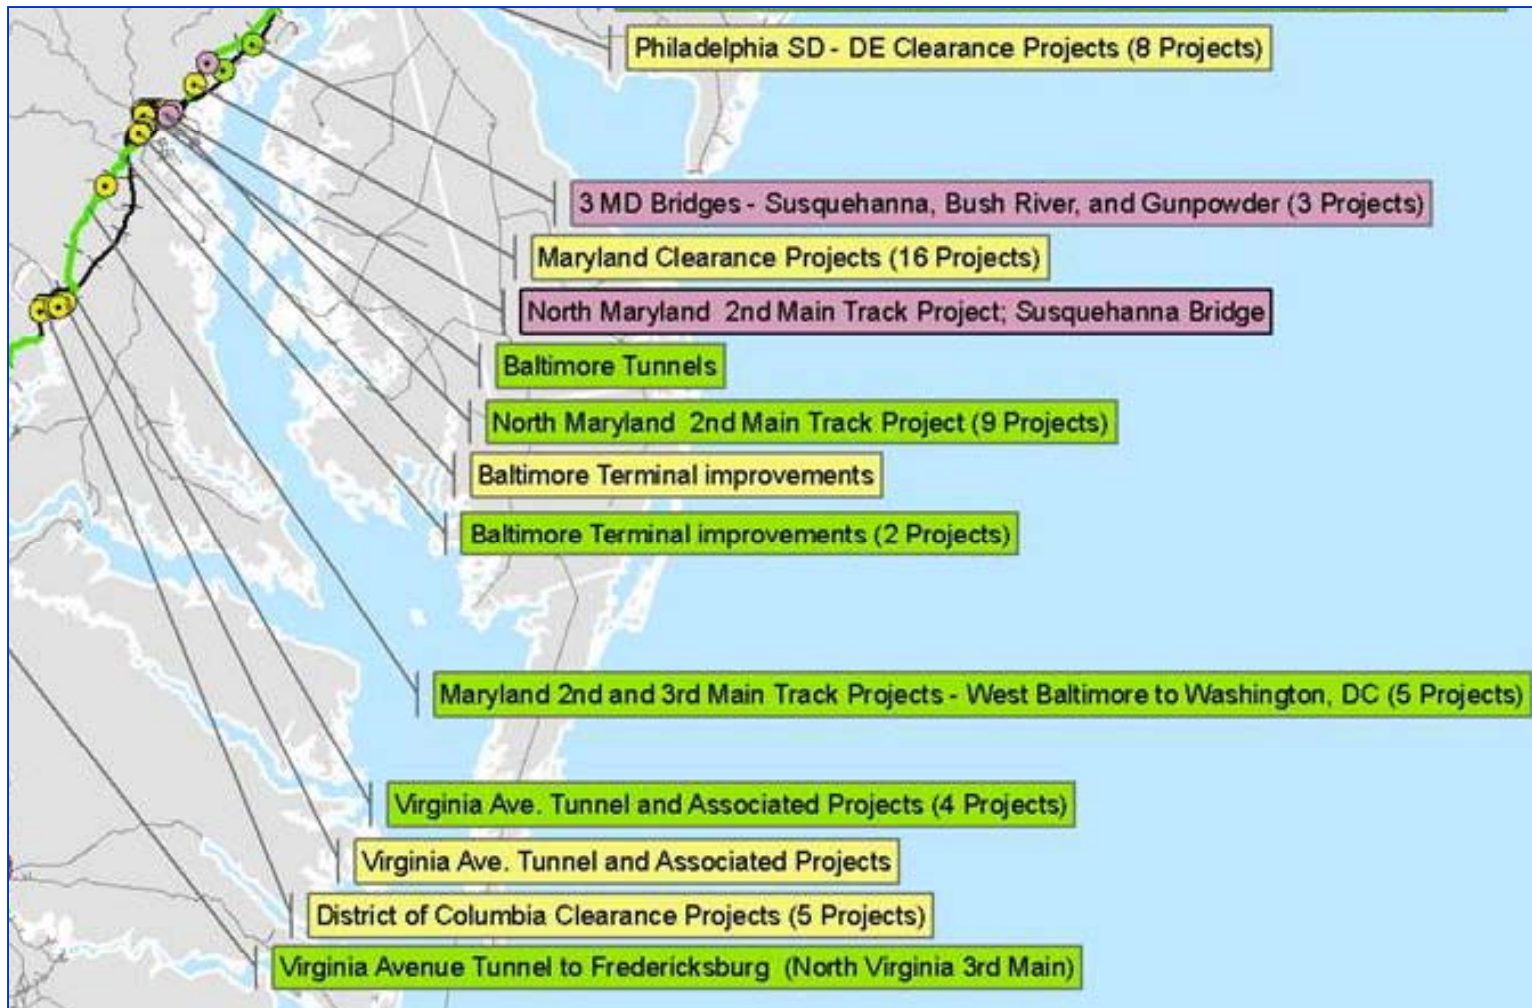 Philadelphia SD - DE Clearance Projects (8 Projects)
3 MD Bridges - Susquehanna, Bush River, and Gunpowder (3 Projects)
Maryland Clearance Projects (16 Projects)
North Maryland  2nd Main Track Project; Susquehanna Bridge
Baltimore Tunnels
North Maryland  2nd Main Track Project (9 Projects)
Baltimore Terminal improvements
Baltimore Terminal improvements (2 Projects)
Maryland 2nd and 3rd Main Track Projects - West Baltimore to Washington, DC (5 Projects)
Virginia Ave. Tunnel and Associated Projects (4 Projects)
Virginia Ave. Tunnel and Associated Projects
District of Columbia Clearance Projects (5 Projects)
Virginia Avenue Tunnel to Fredericksburg  (North Virginia 3rd Main)